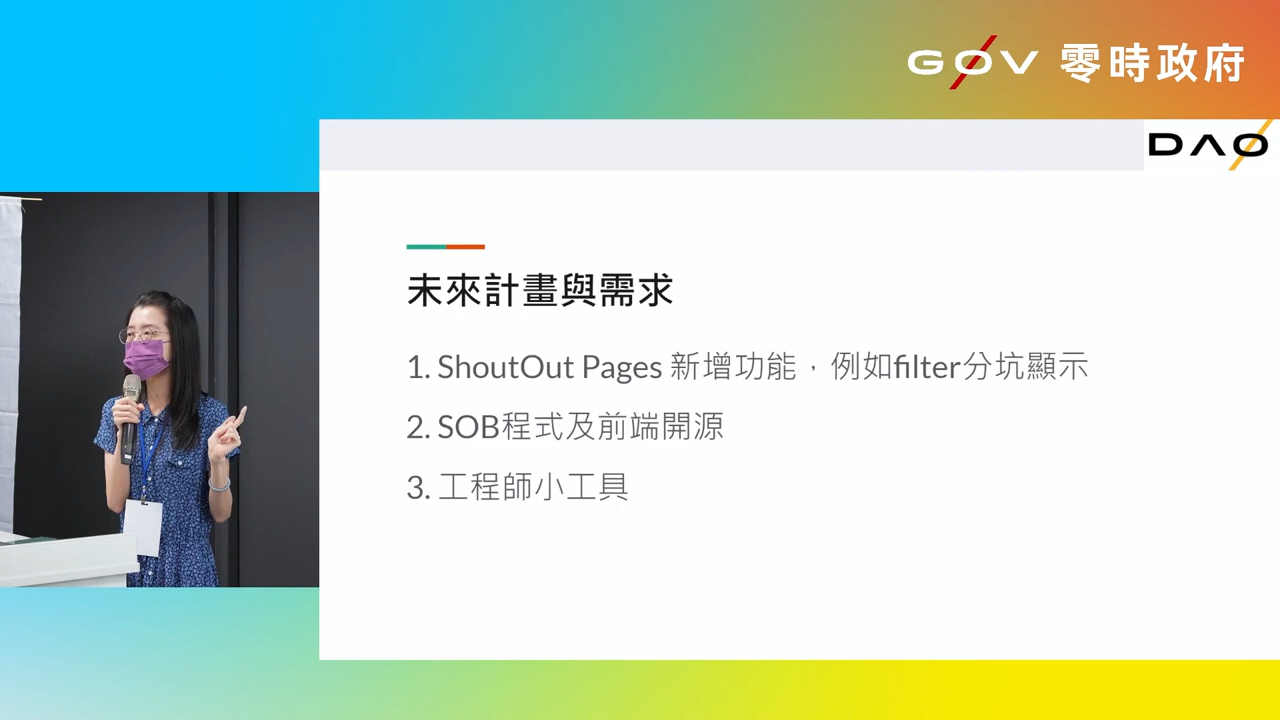 G0V 零時政府
DAO
未來計畫與需求
1. ShoutOut Pages 新增功能，例如filter分坑顯示
2. SOB程式及前端開源
3. 工程師小工具